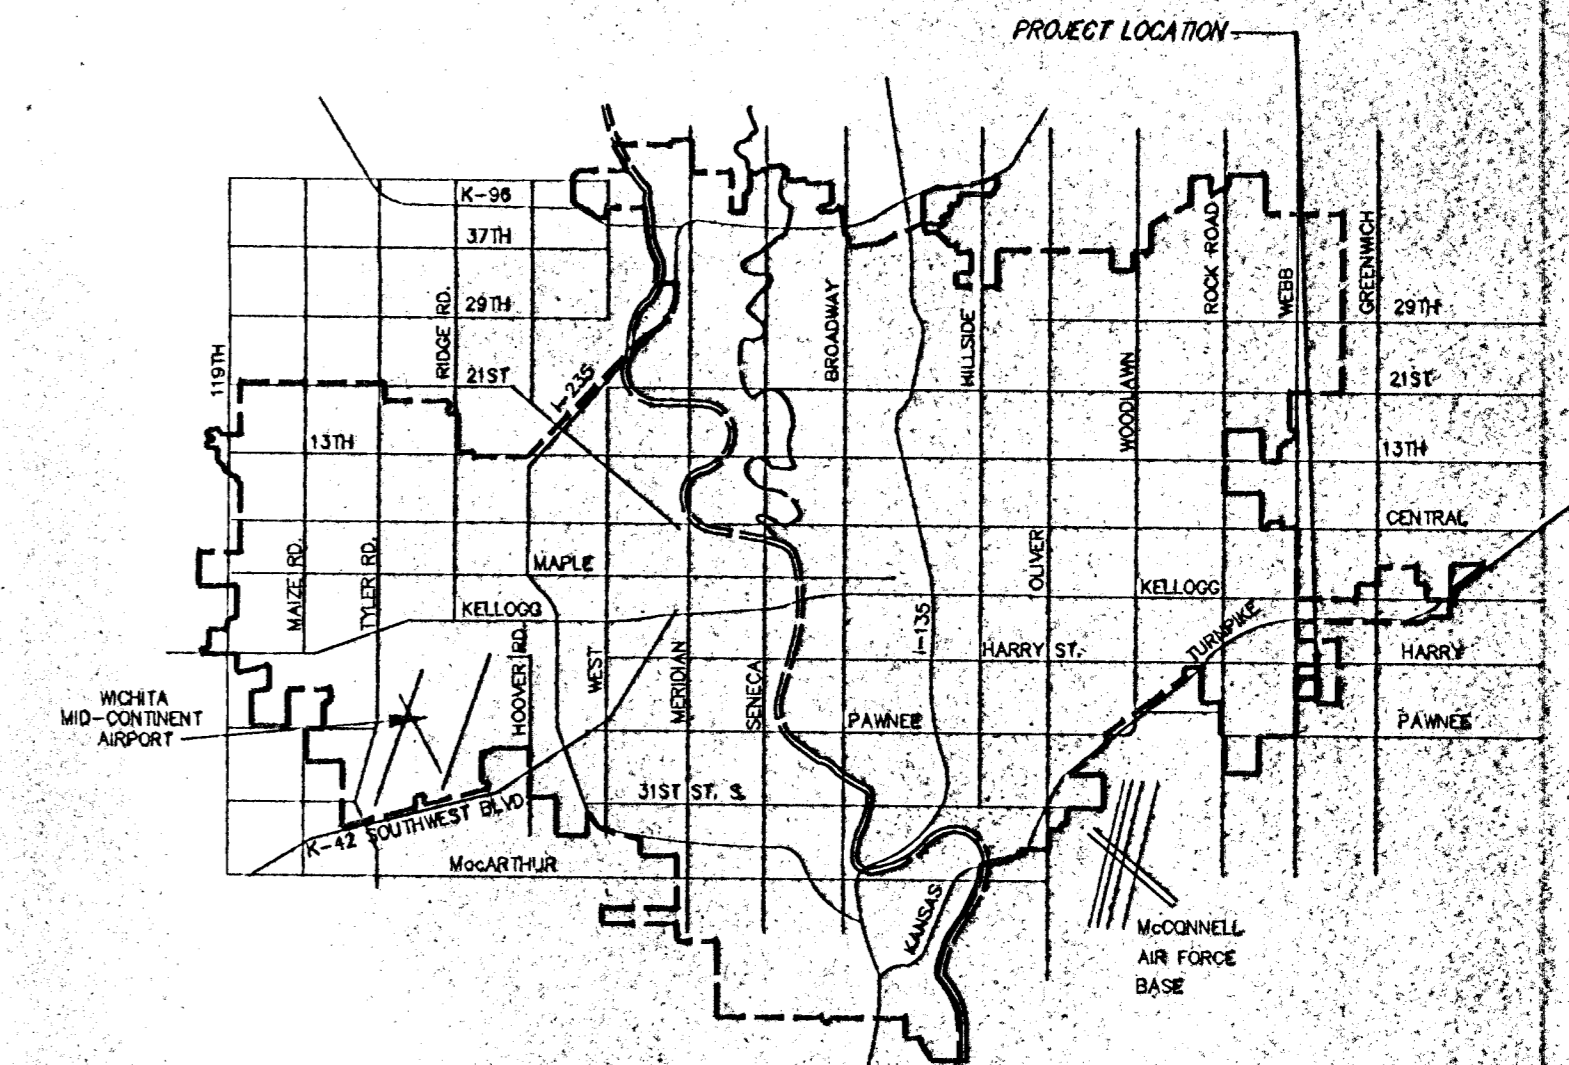 PROJECT LOCATION
K-96
37TH
29TH
21ST
13TH
119TH
RIDGE RD.
I-235
BROADWAY
HILLSIDE
WOODLAWN
ROCK ROAD
WEBB
GREENWICH
29TH
21ST
13TH
CENTRAL
MAIZE RD.
TYLER RD.
MAPLE
KELLOGG
HOOVER RD.
WEST
MERIDIAN
SENECA
I-135
OLIVER
KELLOGG
HARRY ST.
TURNPIKE
HARRY
PAWNEE
PAWNEE
WICHITA
MID-CONTINENT
AIRPORT
31ST ST. S.
K-42 SOUTHWEST BLVD
MacARTHUR
KANSAS
McCONNELL
AIR FORCE
BASE